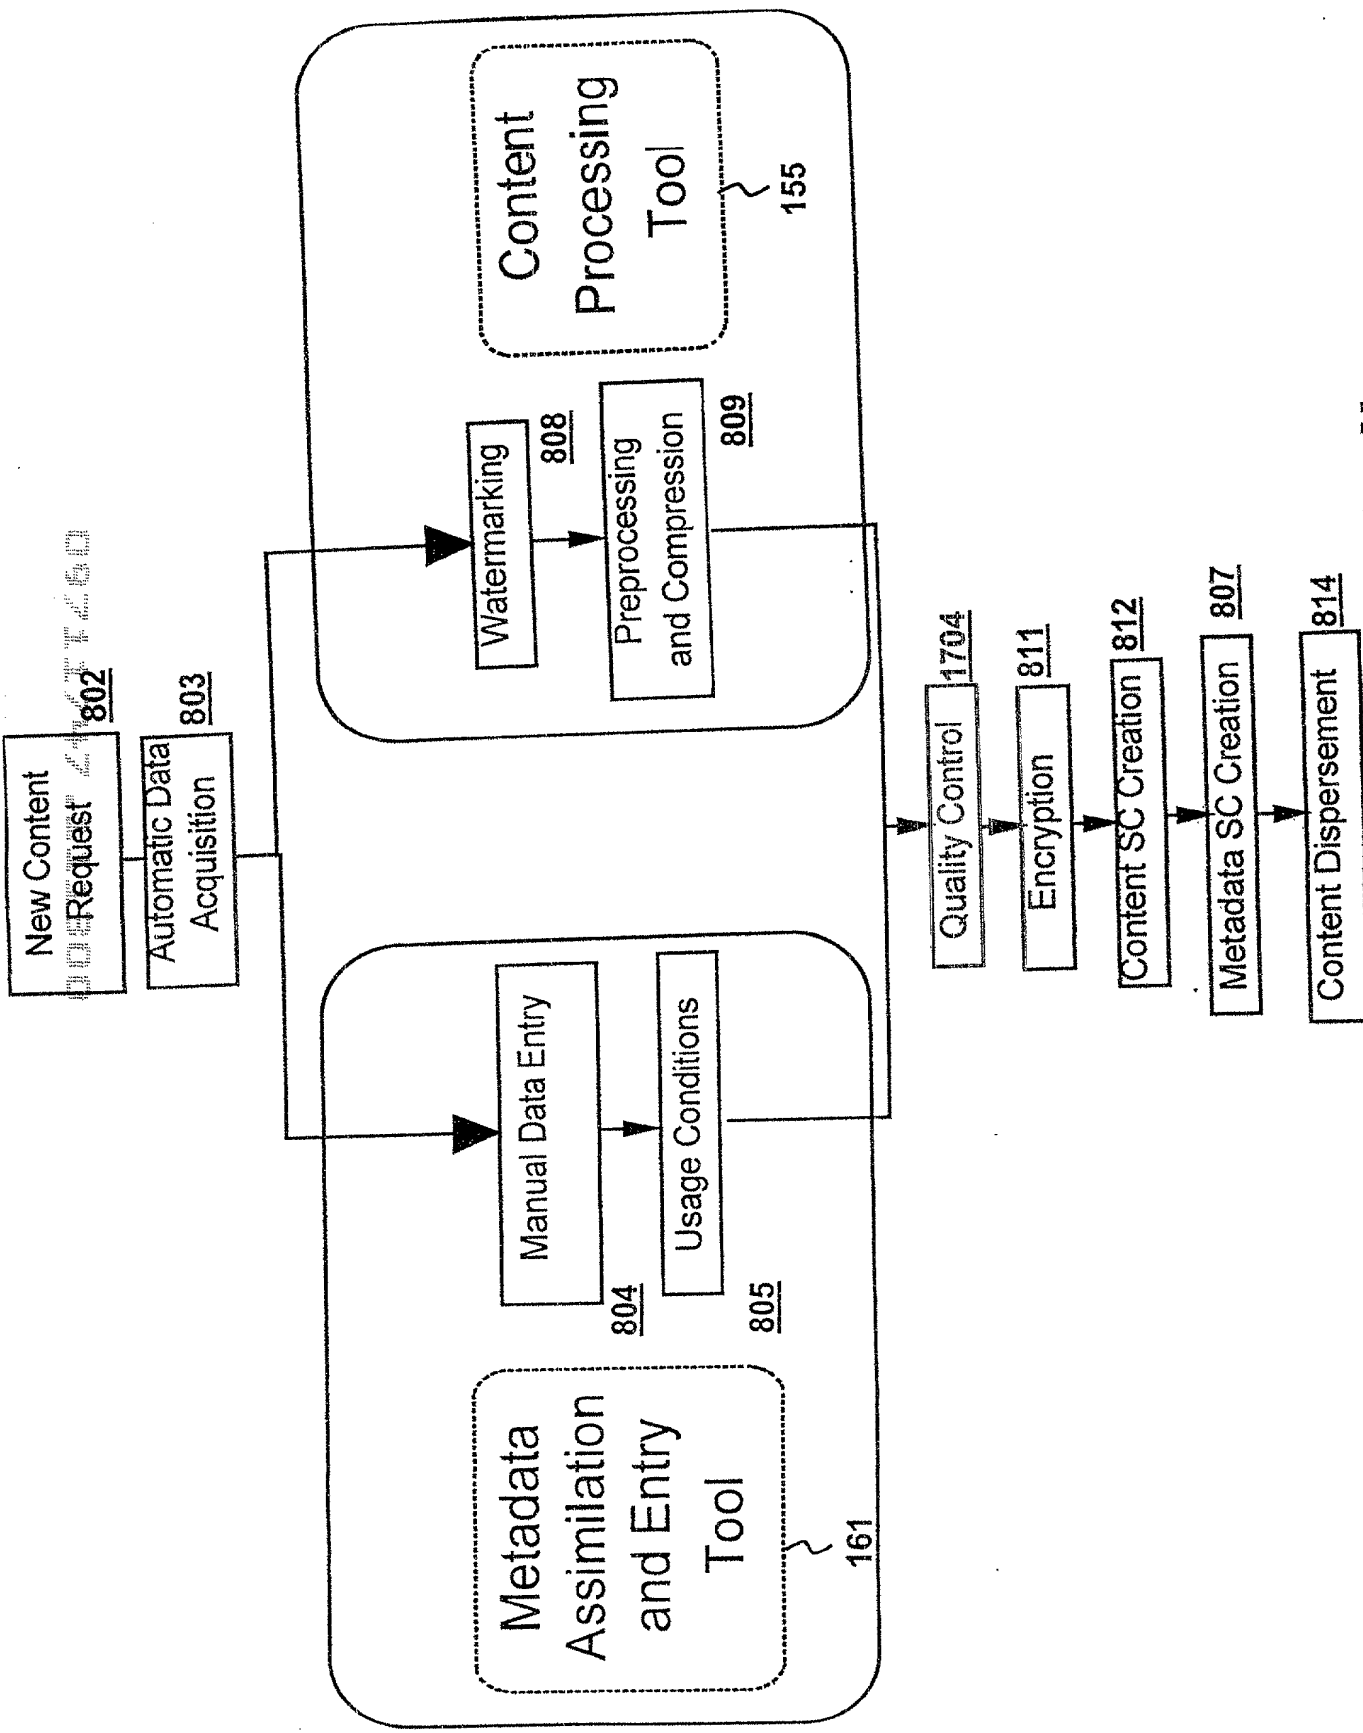 New Content
Request
802
Automatic Data
Acquisition
803
Manual Data Entry
804
Usage Conditions
805
Metadata
Assimilation
and Entry
Tool
161
Watermarking
808
Preprocessing
and Compression
809
Content
Processing
Tool
155
Quality Control
1704
Encryption
811
Content SC Creation
812
Metadata SC Creation
807
Content Dispersement
814